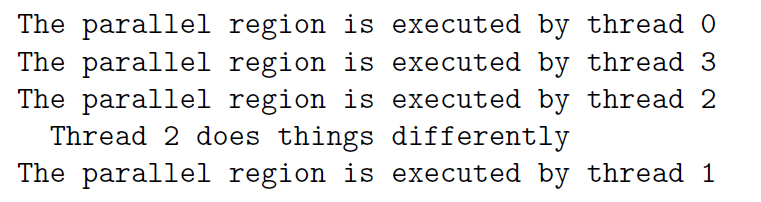 The parallel region is executed by thread 0
The parallel region is executed by thread 3
The parallel region is executed by thread 2
  Thread 2 does things differently
The parallel region is executed by thread 1